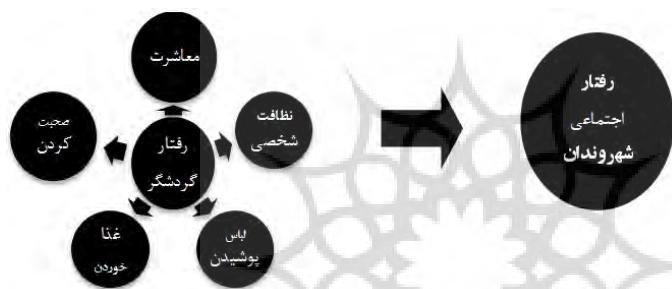 معاشرت
نظافت
شخصی
صحبت
کردن
رفتار
گردشگر
غذا
خوردن
لباس
پوشیدن
رفتار
اجتماعی
شهروندان